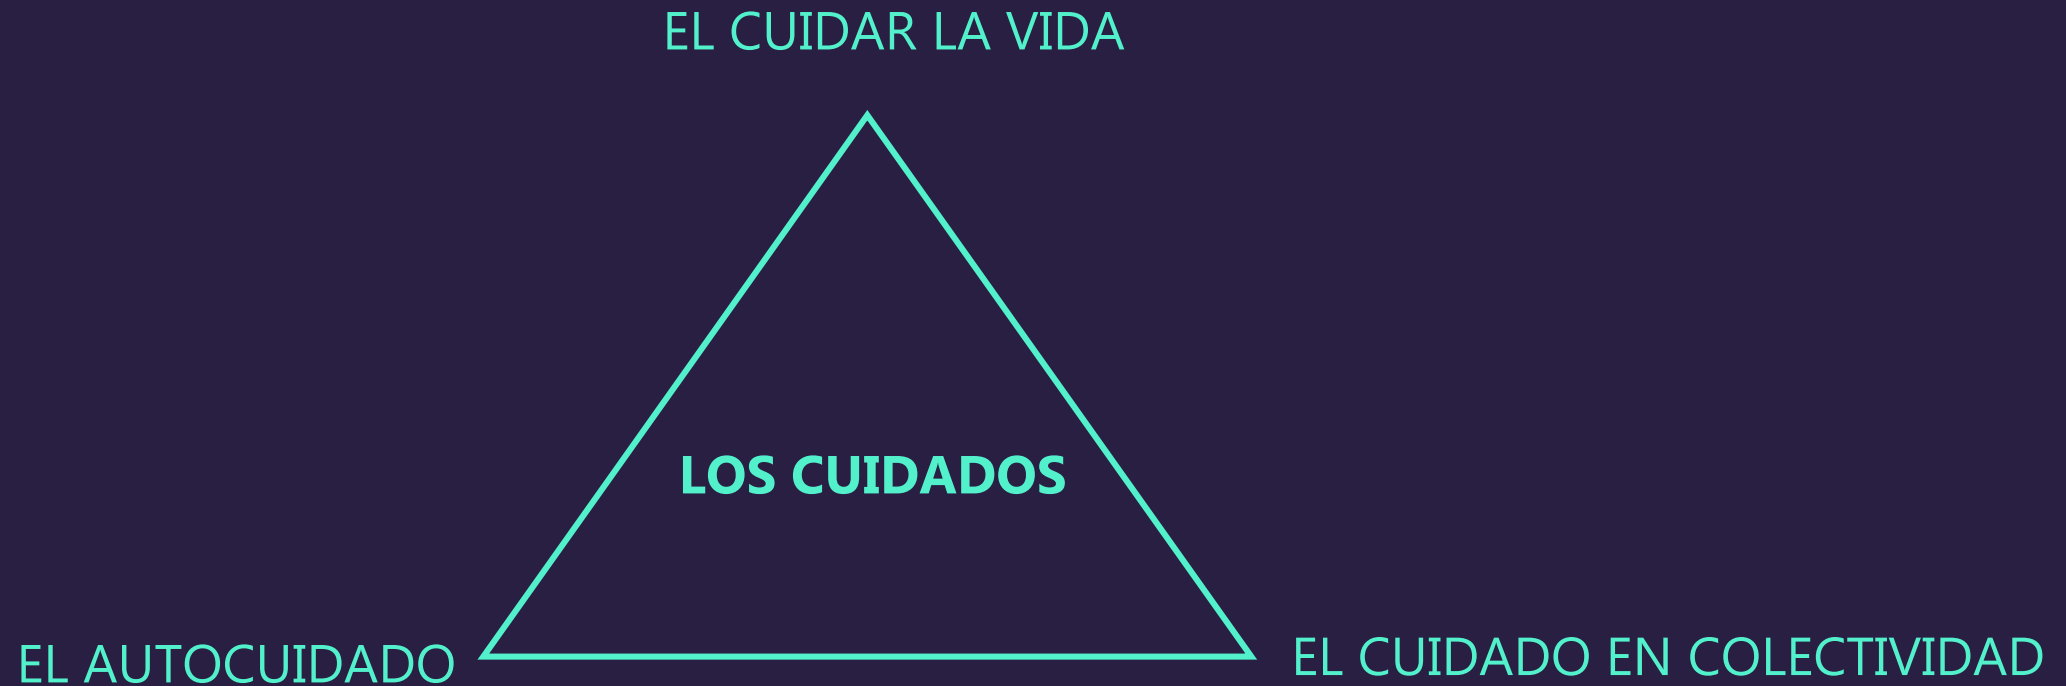 EL CUIDAR LA VIDA
LOS CUIDADOS
EL AUTOCUIDADO
EL CUIDADO EN COLECTIVIDAD